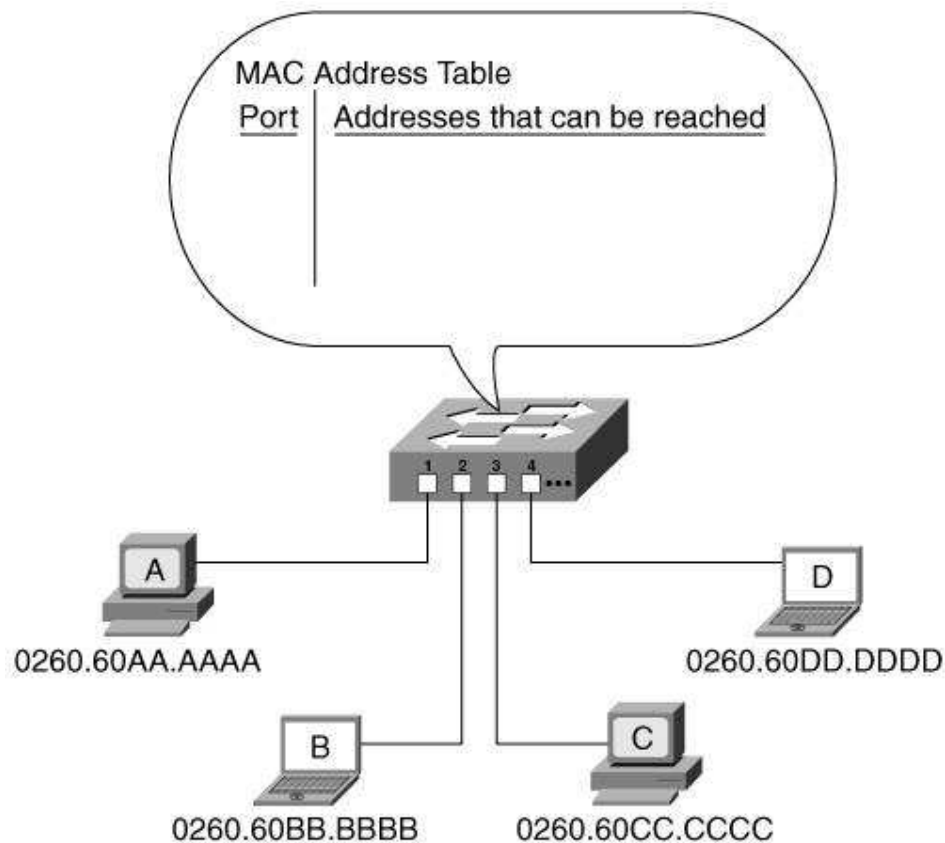 MAC Address Table
Port Addresses that can be reached
1 2 3 4
A
D
0260.60AA.AAAA
0260.60DD.DDDD
B
C
0260.60BB.BBBB
0260.60CC.CCCC